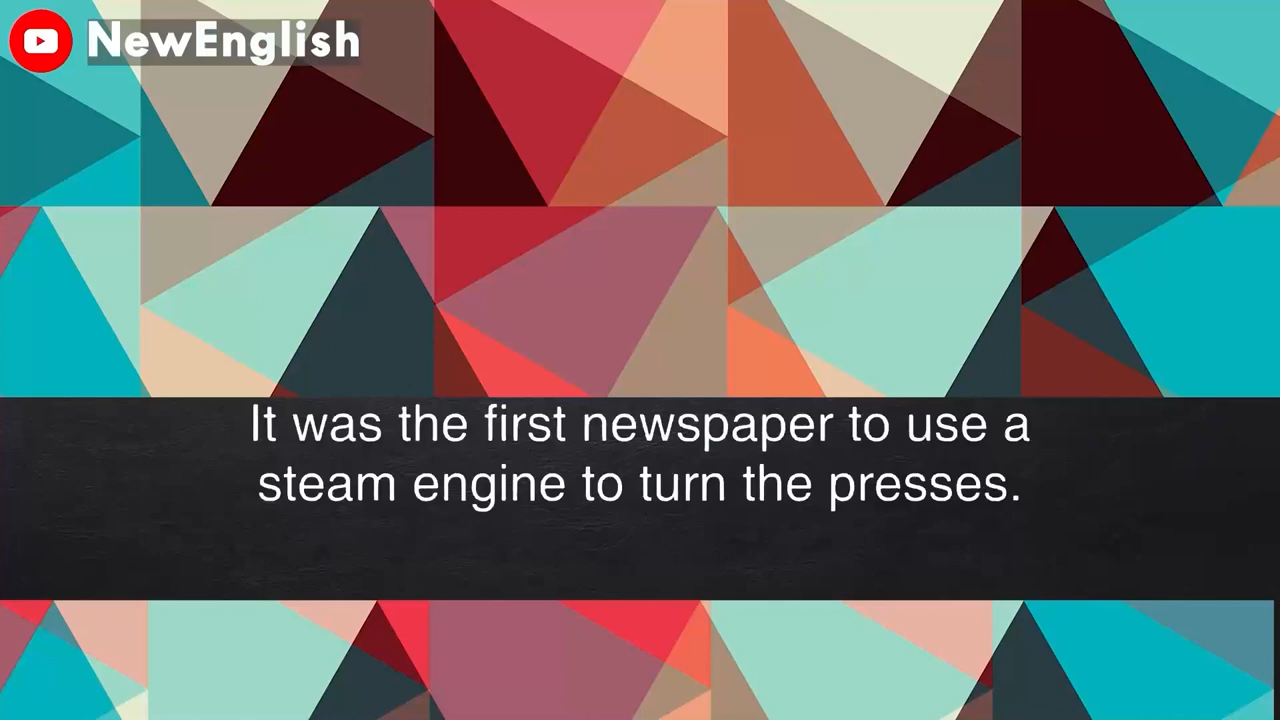 NewEnglish
It was the first newspaper to use a
steam engine to turn the presses.